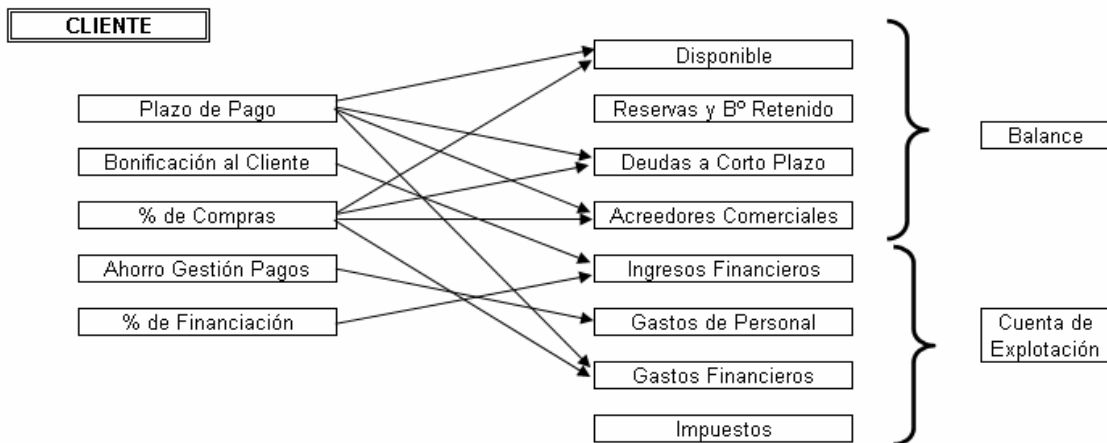 CLIENTE
Plazo de Pago
Bonificación al Cliente
% de Compras
Ahorro Gestión Pagos
% de Financiación
Disponible
Reservas y Bº Retenido
Deudas a Corto Plazo
Acreedores Comerciales
Ingresos Financieros
Gastos de Personal
Gastos Financieros
Impuestos
Balance
Cuenta de
Explotación